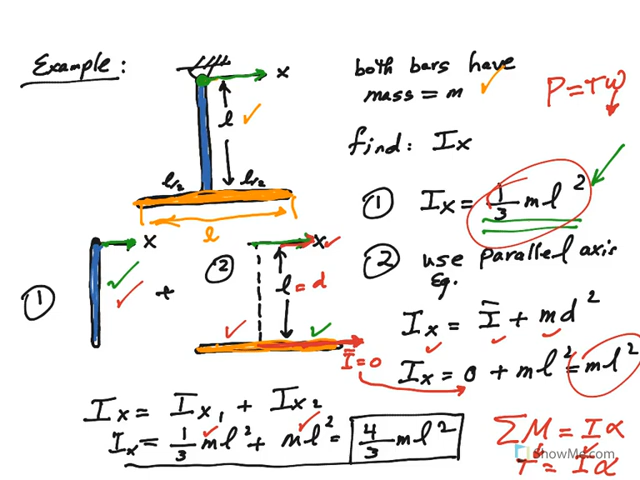 Example:
x
both bars have
mass = m
P = Tω
l
find: Ix
l/2 l/2
① Ix = 1/3 ml²
l
② use parallel axis
Eq.
x
② x
① +
l = d
Ix = Ī + md²
Ī = 0
Ix = 0 + ml² = ml²
Ix = Ix₁ + Ix₂
Ix = 1/3 ml² + ml² = 4/3 ml²
ΣM = Iα
ShowMe.com
T = Iα